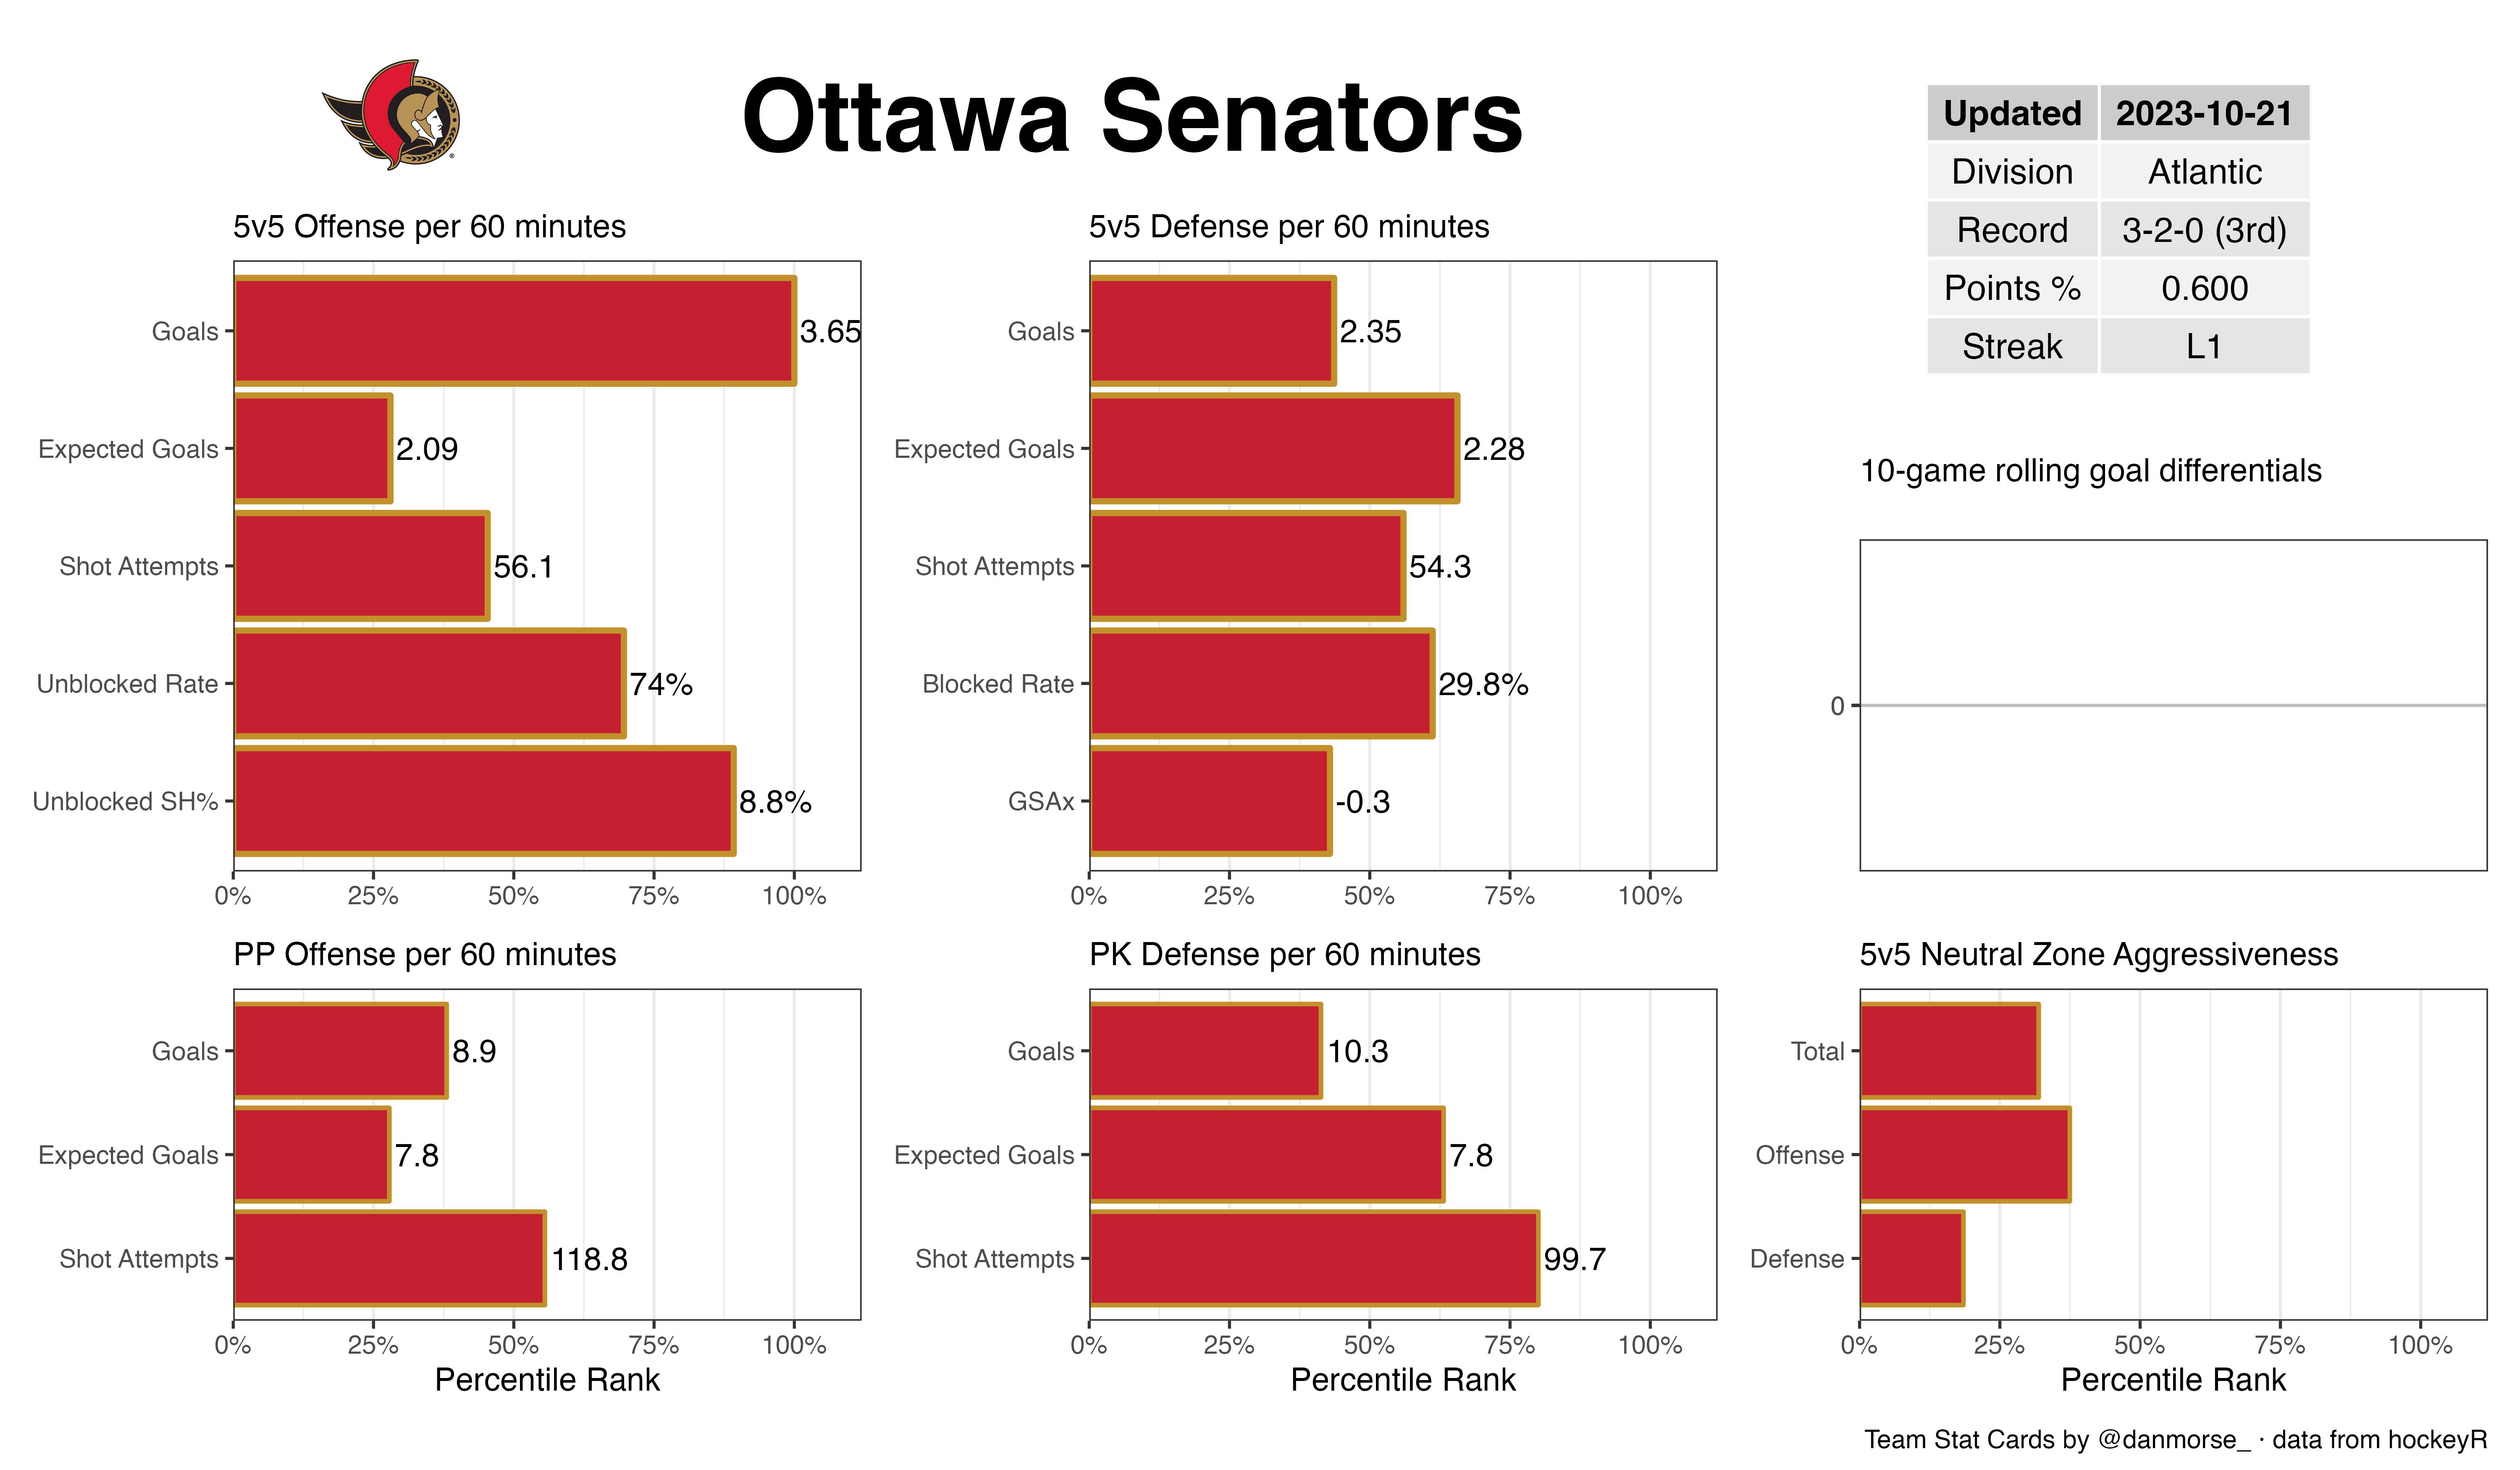 Ottawa Senators
Updated 2023-10-21
Division Atlantic
Record 3-2-0 (3rd)
Points % 0.600
Streak L1
5v5 Offense per 60 minutes
Goals 3.65
Expected Goals 2.09
Shot Attempts 56.1
Unblocked Rate 74%
Unblocked SH% 8.8%
0% 25% 50% 75% 100%
5v5 Defense per 60 minutes
Goals 2.35
Expected Goals 2.28
Shot Attempts 54.3
Blocked Rate 29.8%
GSAx -0.3
0% 25% 50% 75% 100%
10-game rolling goal differentials
0
PP Offense per 60 minutes
Goals 8.9
Expected Goals 7.8
Shot Attempts 118.8
0% 25% 50% 75% 100%
Percentile Rank
PK Defense per 60 minutes
Goals 10.3
Expected Goals 7.8
Shot Attempts 99.7
0% 25% 50% 75% 100%
Percentile Rank
5v5 Neutral Zone Aggressiveness
Total
Offense
Defense
0% 25% 50% 75% 100%
Percentile Rank
Team Stat Cards by @danmorse_ · data from hockeyR